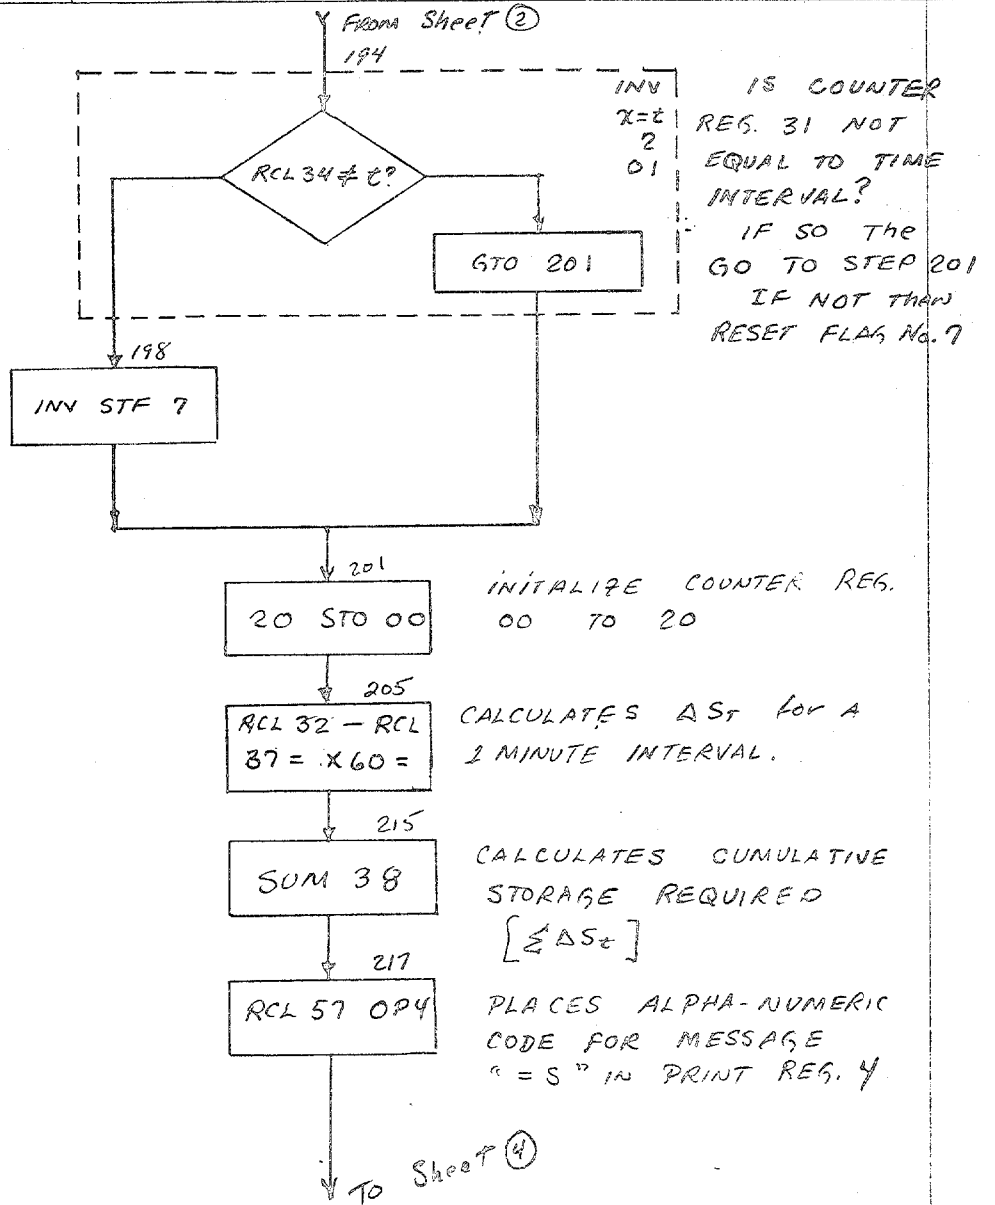 FROM Sheet ②
194
INV
x=t
2
01
RCL 34 ≠ t?
GTO 201
IS COUNTER
REG. 31 NOT
EQUAL TO TIME
INTERVAL?
IF SO The
GO TO STEP 201
IF NOT Then
RESET FLAG No. 7
198
INV STF 7
201
20 STO 00
INITALIZE COUNTER REG.
00 TO 20
205
RCL 32 - RCL
37 = X 60 =
CALCULATES ΔST for A
1 MINUTE INTERVAL.
215
SUM 38
CALCULATES CUMULATIVE
STORAGE REQUIRED
[Σ ΔSt]
217
RCL 57 OP4
PLACES ALPHA-NUMERIC
CODE FOR MESSAGE
"= S" IN PRINT REG. 4
TO Sheet ④